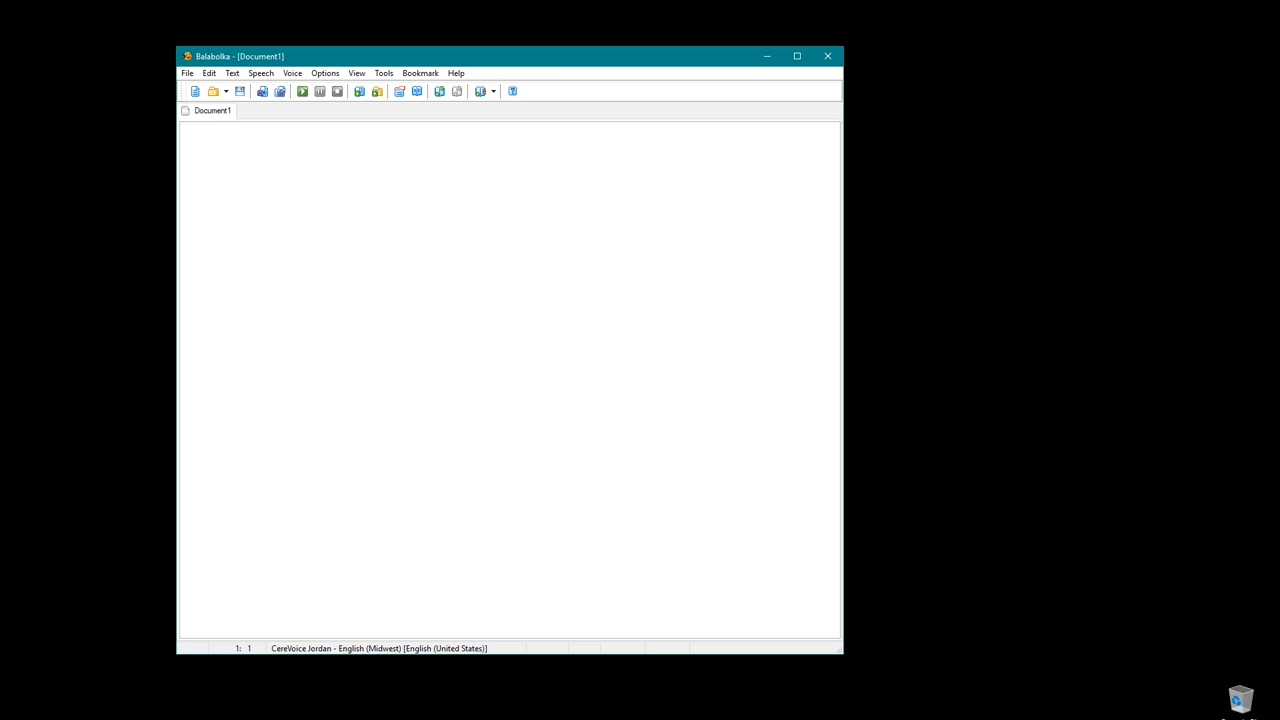 Balabolka - [Document1]
File Edit Text Speech Voice Options View Tools Bookmark Help
Document1
1: 1 CereVoice Jordan - English (Midwest) [English (United States)]